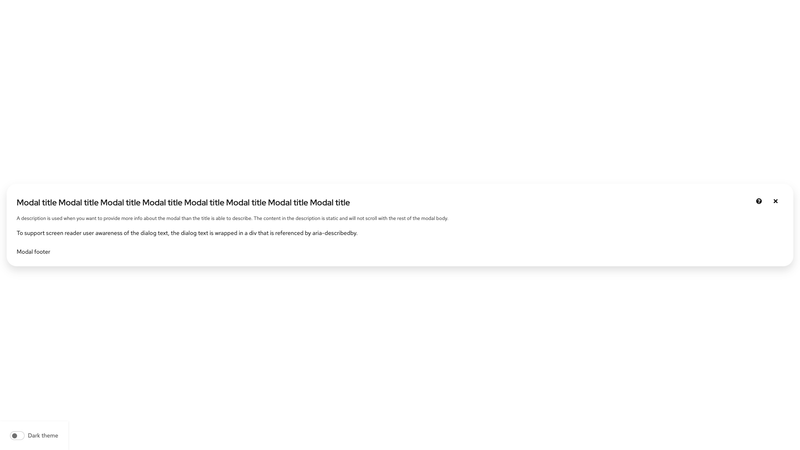 Modal title Modal title Modal title Modal title Modal title Modal title Modal title Modal title
A description is used when you want to provide more info about the modal than the title is able to describe. The content in the description is static and will not scroll with the rest of the modal body.
To support screen reader user awareness of the dialog text, the dialog text is wrapped in a div that is referenced by aria-describedby.
Modal footer
Dark theme